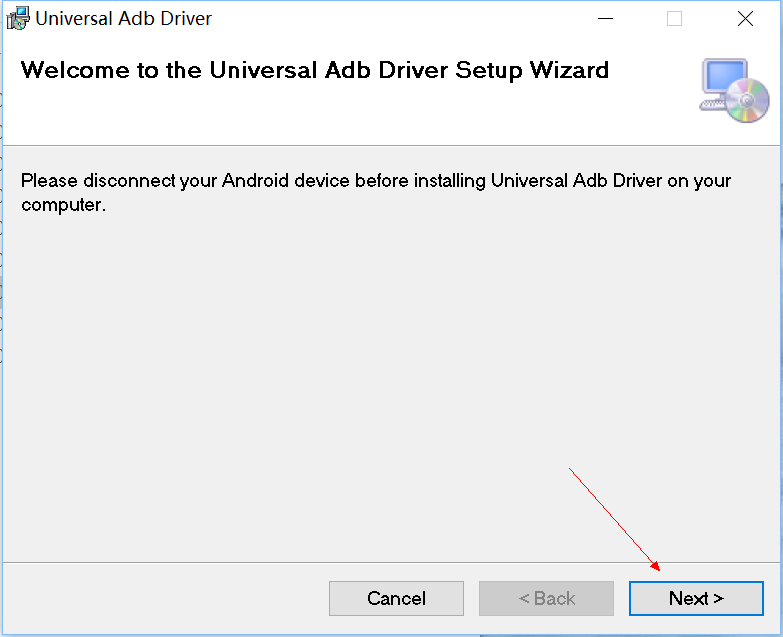 Universal Adb Driver
Welcome to the Universal Adb Driver Setup Wizard
Please disconnect your Android device before installing Universal Adb Driver on your
computer.
Cancel
< Back
Next >